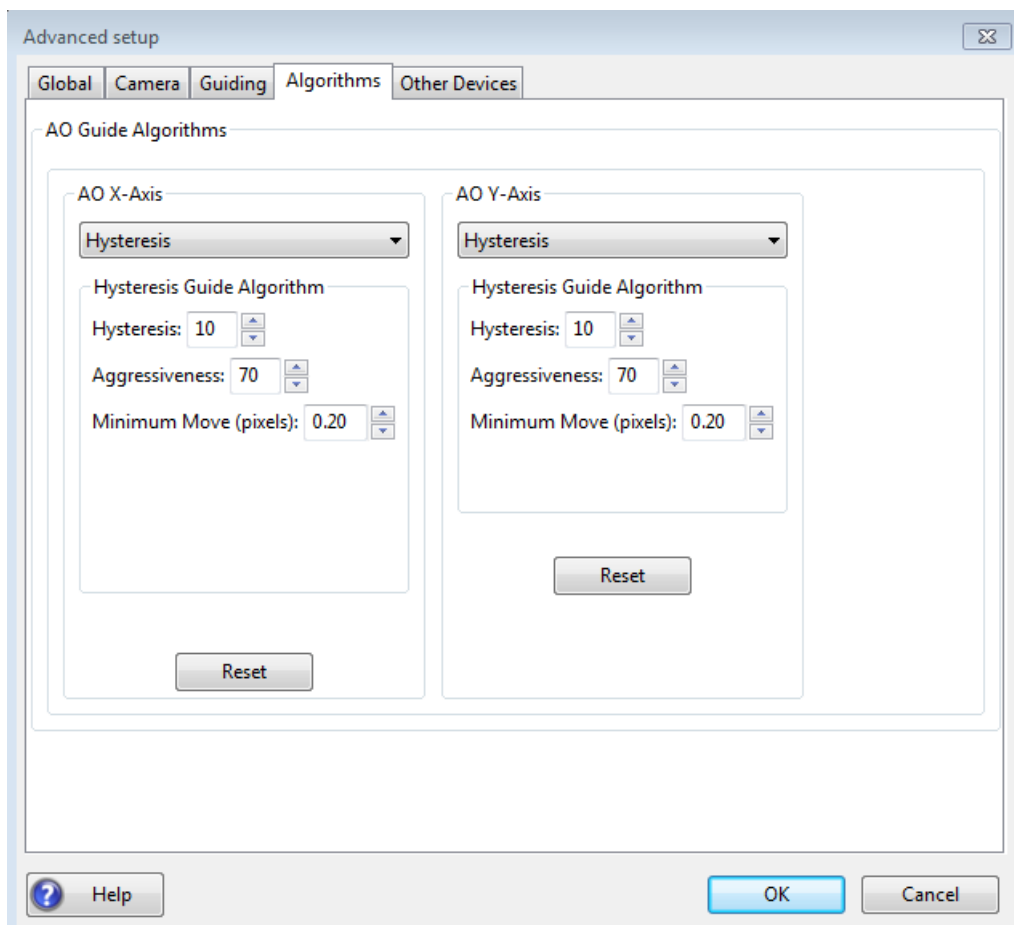 Advanced setup
Global Camera Guiding Algorithms Other Devices
AO Guide Algorithms
AO X-Axis
Hysteresis
Hysteresis Guide Algorithm
Hysteresis: 10
Aggressiveness: 70
Minimum Move (pixels): 0.20
Reset
AO Y-Axis
Hysteresis
Hysteresis Guide Algorithm
Hysteresis: 10
Aggressiveness: 70
Minimum Move (pixels): 0.20
Reset
? Help
OK
Cancel